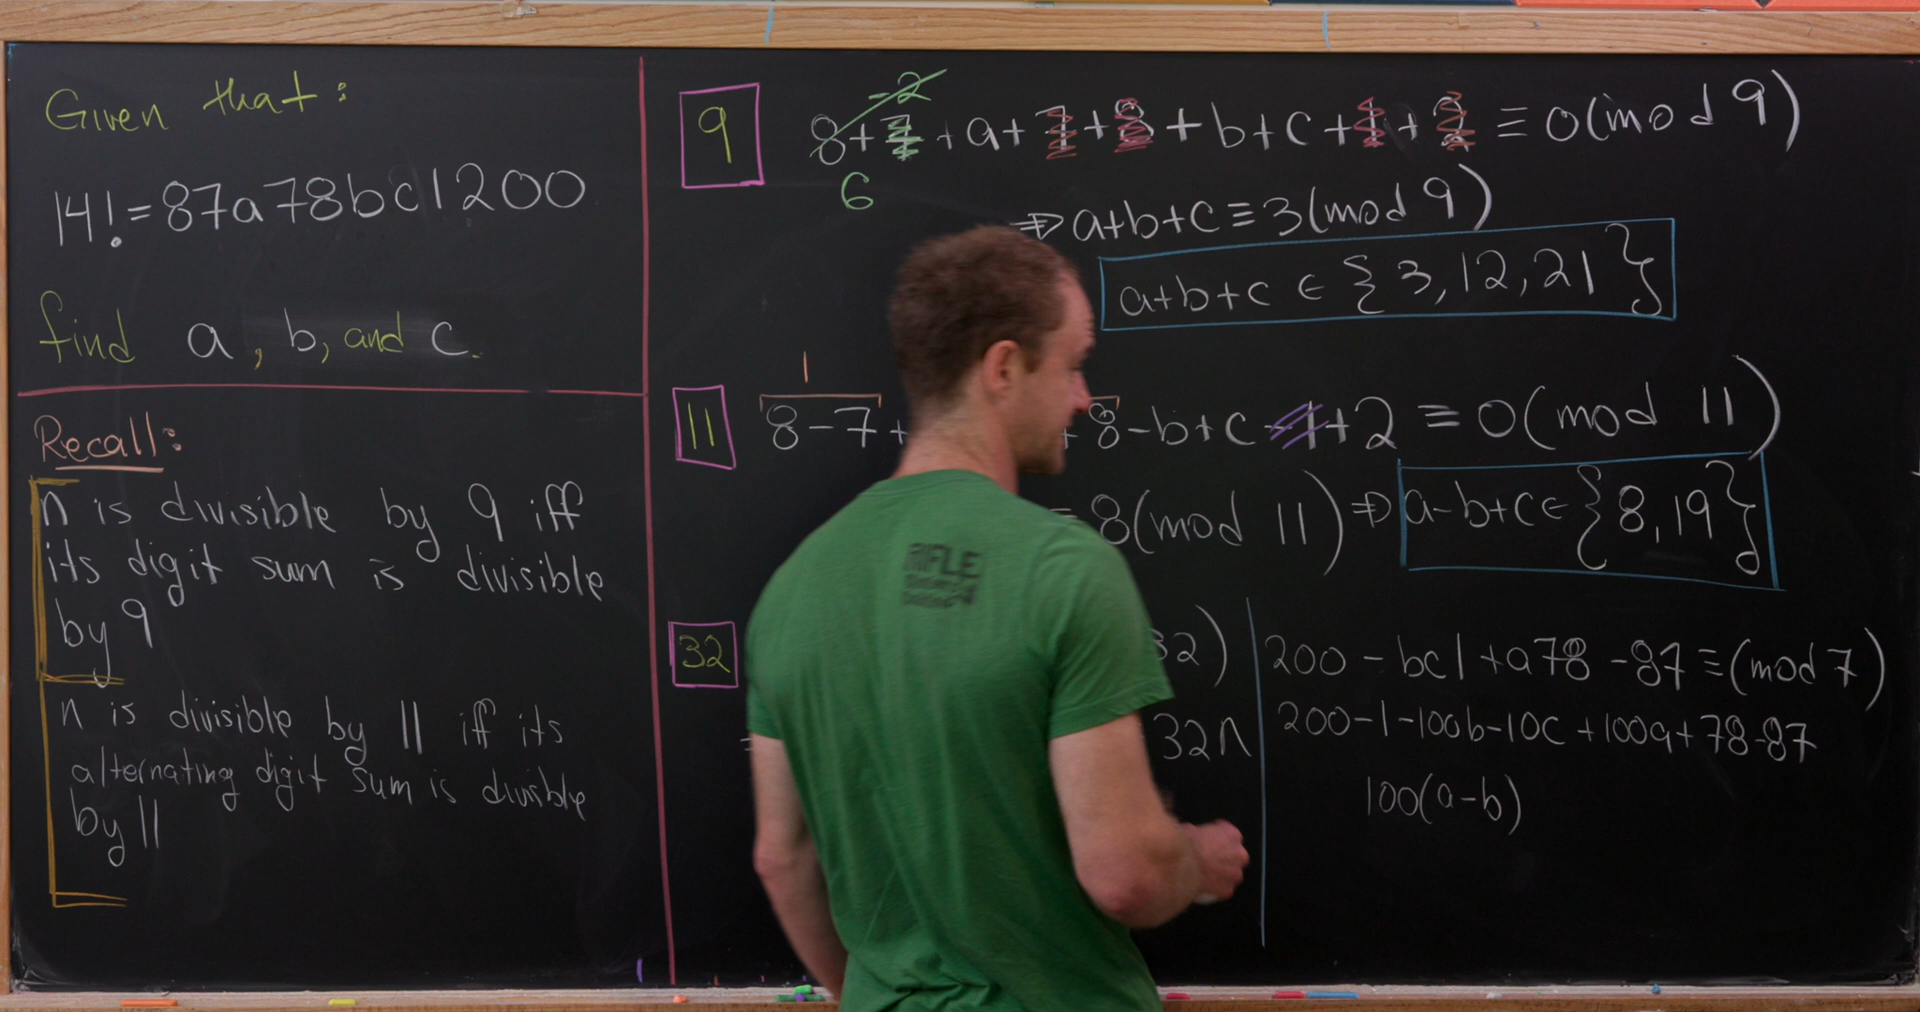 Given that:
14! = 87a78bc1200
find a, b, and c.
Recall:
n is divisible by 9 iff
its digit sum is divisible
by 9
n is divisible by 11 iff its
alternating digit sum is divisible
by 11
-2
9 8+7+a+7+8+b+c+1+2 ≡ 0(mod 9)
6
⇒ a+b+c ≡ 3(mod 9)
a+b+c ∈ {3,12,21}
1
11 8-7+ +8-b+c-1+2 ≡ 0(mod 11)
≡ 8(mod 11) ⇒ a-b+c ∈ {8,19}
32 32)
= 32n
200 - bc1 + a78 - 87 ≡ (mod 7)
200-1-100b-10c+100a+78-87
100(a-b)
RIFLE